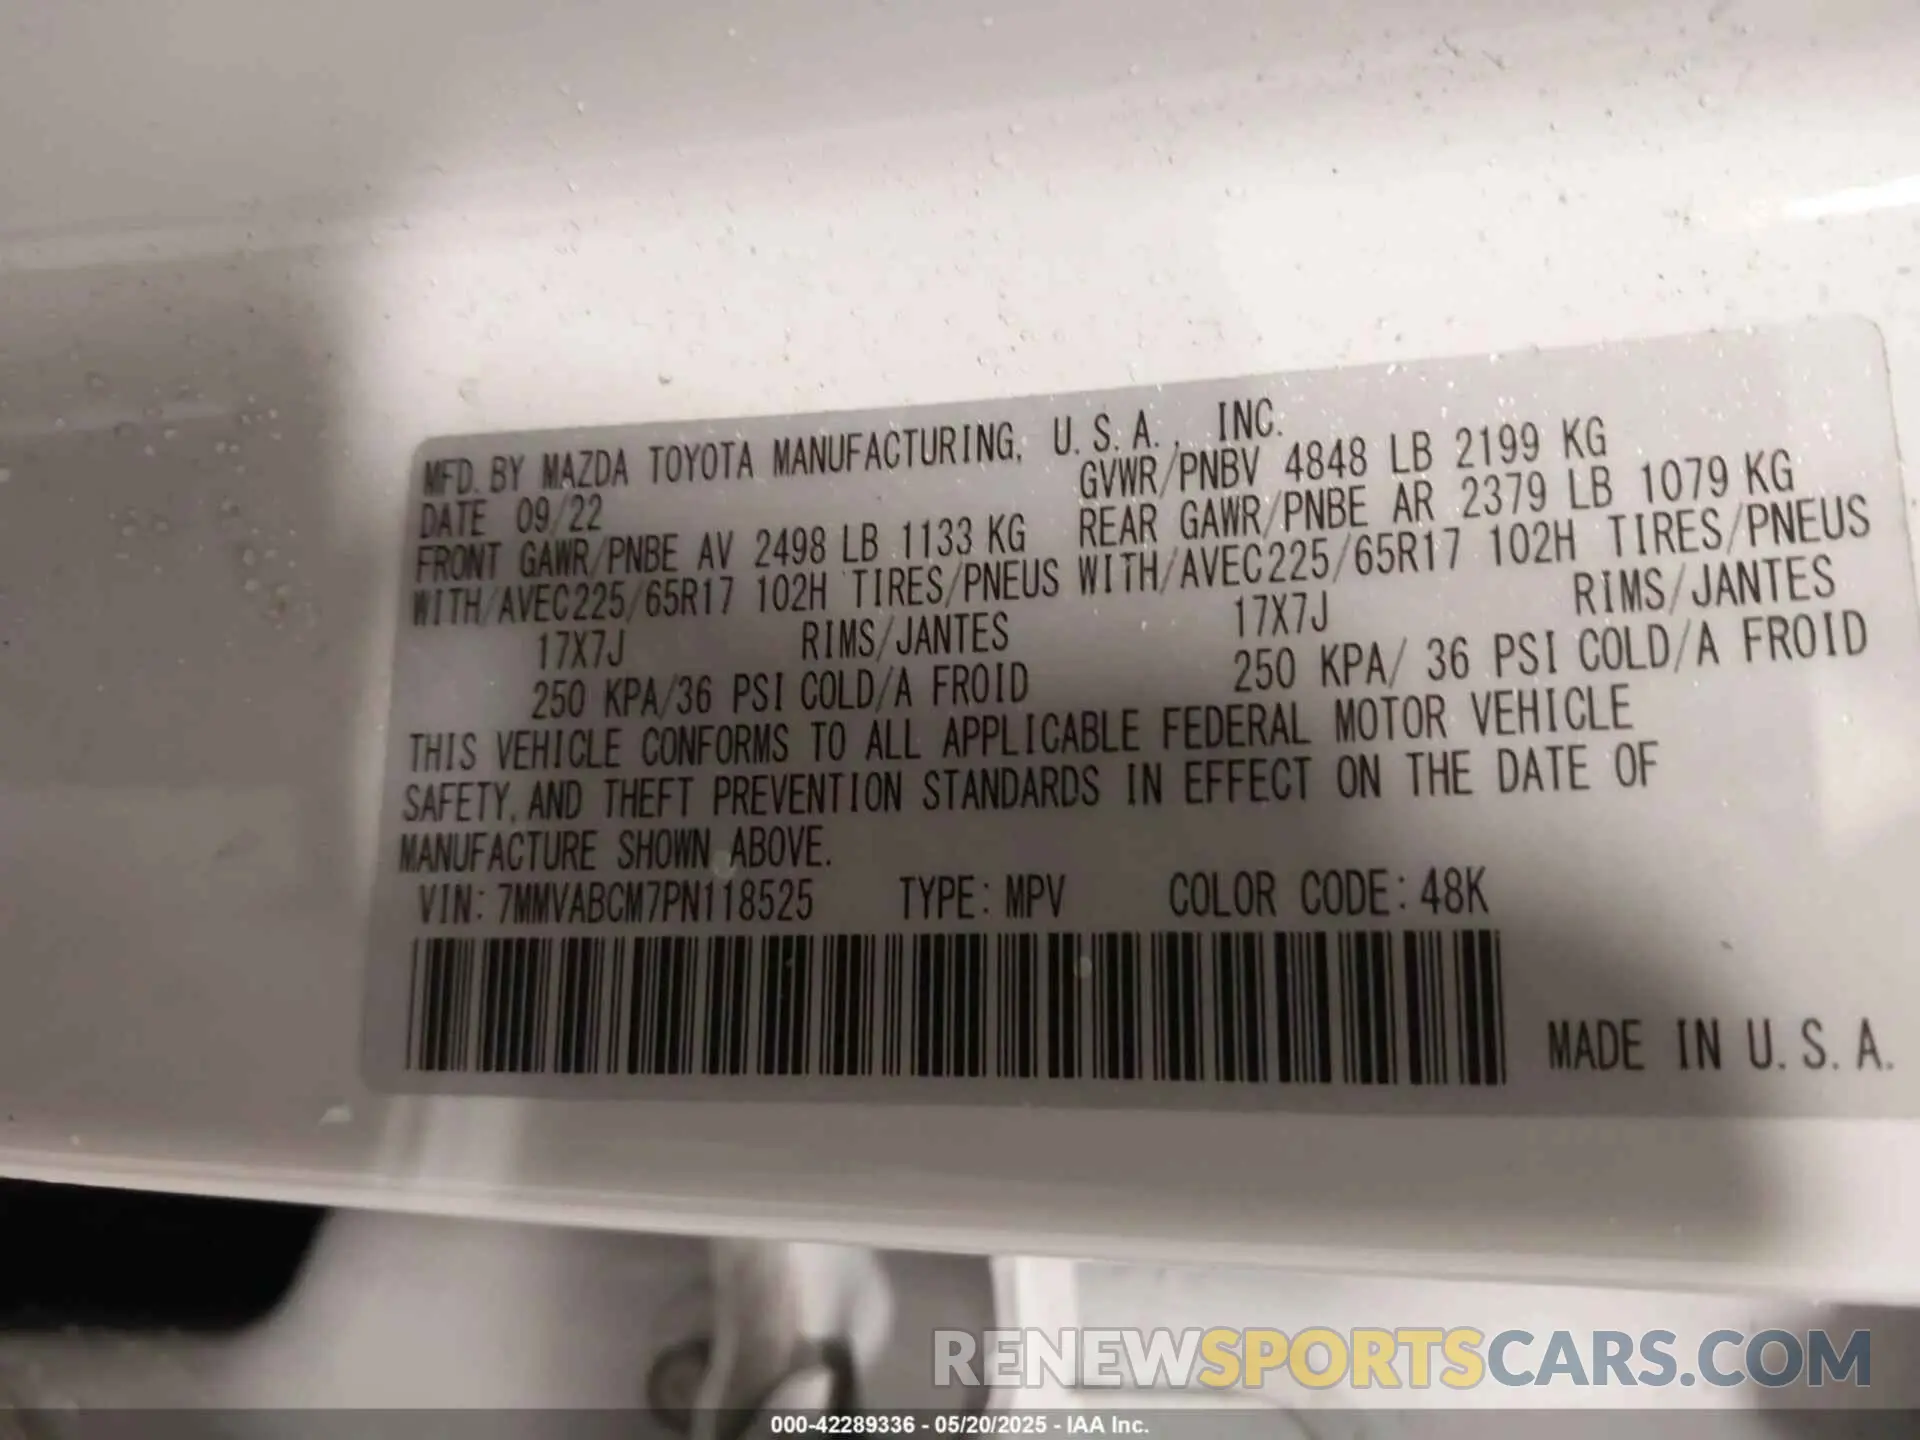 MFD. BY MAZDA TOYOTA MANUFACTURING, U.S.A., INC.
DATE 09/22 GVWR/PNBV 4848 LB 2199 KG
FRONT GAWR/PNBE AV 2498 LB 1133 KG REAR GAWR/PNBE AR 2379 LB 1079 KG
WITH/AVEC225/65R17 102H TIRES/PNEUS WITH/AVEC225/65R17 102H TIRES/PNEUS
17X7J RIMS/JANTES 17X7J RIMS/JANTES
250 KPA/36 PSI COLD/A FROID 250 KPA/ 36 PSI COLD/A FROID
THIS VEHICLE CONFORMS TO ALL APPLICABLE FEDERAL MOTOR VEHICLE
SAFETY, AND THEFT PREVENTION STANDARDS IN EFFECT ON THE DATE OF
MANUFACTURE SHOWN ABOVE.
VIN: 7MMVABCM7PN118525 TYPE: MPV COLOR CODE: 48K
MADE IN U.S.A.
RENEWSPORTSCARS.COM
000-42289336 - 05/20/2025 - IAA Inc.